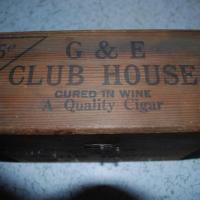 5¢
G & E
CLUB HOUSE
CURED IN WINE
A Quality Cigar